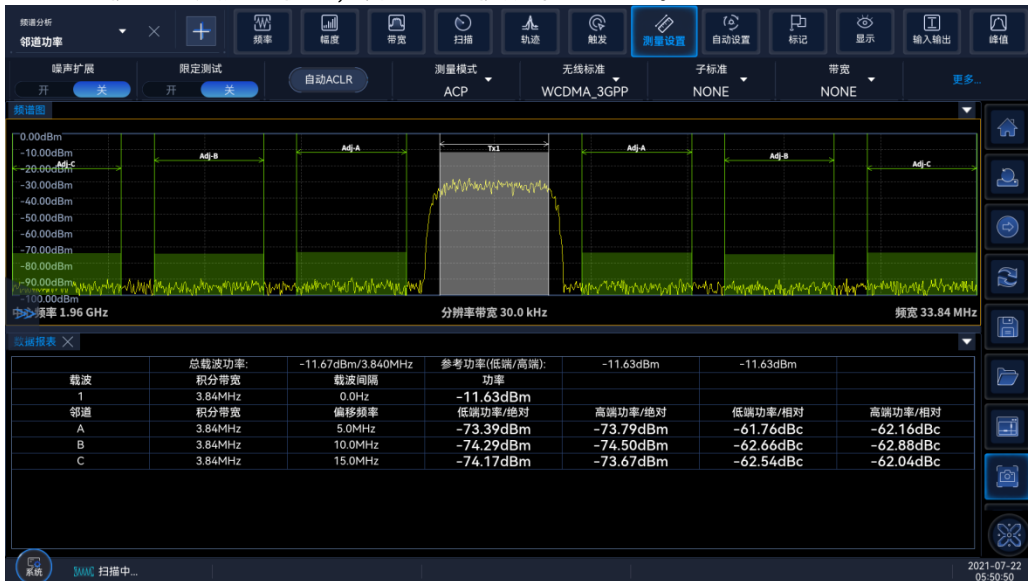 频谱分析
邻道功率
频率
幅度
带宽
扫描
轨迹
触发
测量设置
自动设置
标记
显示
输入输出
峰值
噪声扩展
开 关
限定测试
开 关
自动ACLR
测量模式
ACP
无线标准
WCDMA_3GPP
子标准
NONE
带宽
NONE
更多...
频谱图
0.00dBm
-10.00dBm
-20.00dBm
-30.00dBm
-40.00dBm
-50.00dBm
-60.00dBm
-70.00dBm
-80.00dBm
-90.00dBm
-100.00dBm
Adj-C
Adj-B
Adj-A
Tx1
Adj-A
Adj-B
Adj-C
中心频率 1.96 GHz 分辨率带宽 30.0 kHz 频宽 33.84 MHz
数据报表
总载波功率: -11.67dBm/3.840MHz 参考功率(低端/高端): -11.63dBm -11.63dBm
载波 积分带宽 载波间隔 功率
1 3.84MHz 0.0Hz -11.63dBm
邻道 积分带宽 偏移频率 低端功率/绝对 高端功率/绝对 低端功率/相对 高端功率/相对
A 3.84MHz 5.0MHz -73.39dBm -73.79dBm -61.76dBc -62.16dBc
B 3.84MHz 10.0MHz -74.29dBm -74.50dBm -62.66dBc -62.88dBc
C 3.84MHz 15.0MHz -74.17dBm -73.67dBm -62.54dBc -62.04dBc
系统
扫描中...
2021-07-22
05:50:50